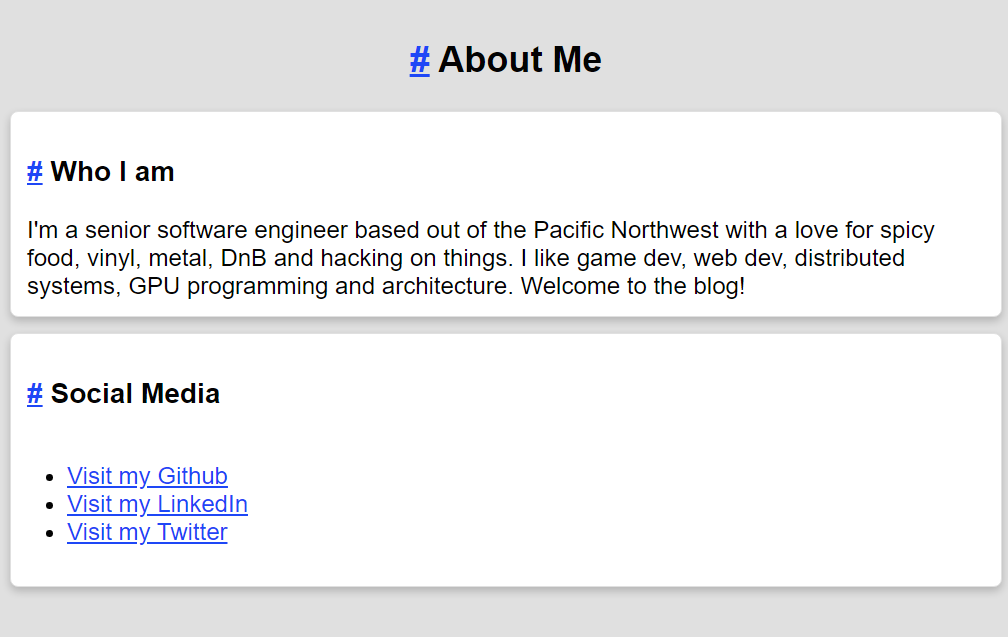 # About Me
# Who I am
I'm a senior software engineer based out of the Pacific Northwest with a love for spicy
food, vinyl, metal, DnB and hacking on things. I like game dev, web dev, distributed
systems, GPU programming and architecture. Welcome to the blog!
# Social Media
• Visit my Github
• Visit my LinkedIn
• Visit my Twitter